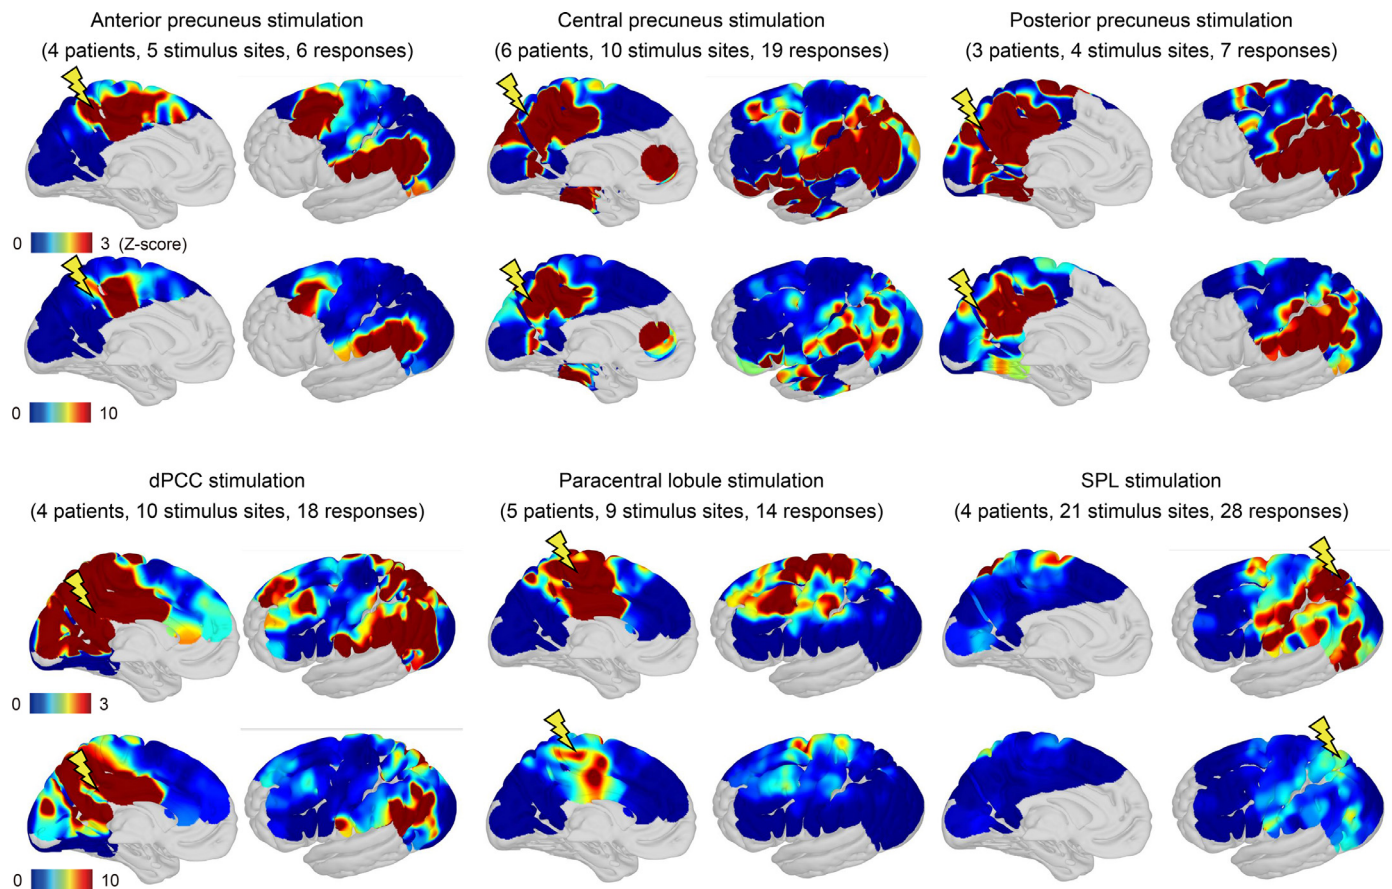 Anterior precuneus stimulation
(4 patients, 5 stimulus sites, 6 responses)
Central precuneus stimulation
(6 patients, 10 stimulus sites, 19 responses)
Posterior precuneus stimulation
(3 patients, 4 stimulus sites, 7 responses)
0 3 (Z-score)
0 10
dPCC stimulation
(4 patients, 10 stimulus sites, 18 responses)
Paracentral lobule stimulation
(5 patients, 9 stimulus sites, 14 responses)
SPL stimulation
(4 patients, 21 stimulus sites, 28 responses)
0 3
0 10